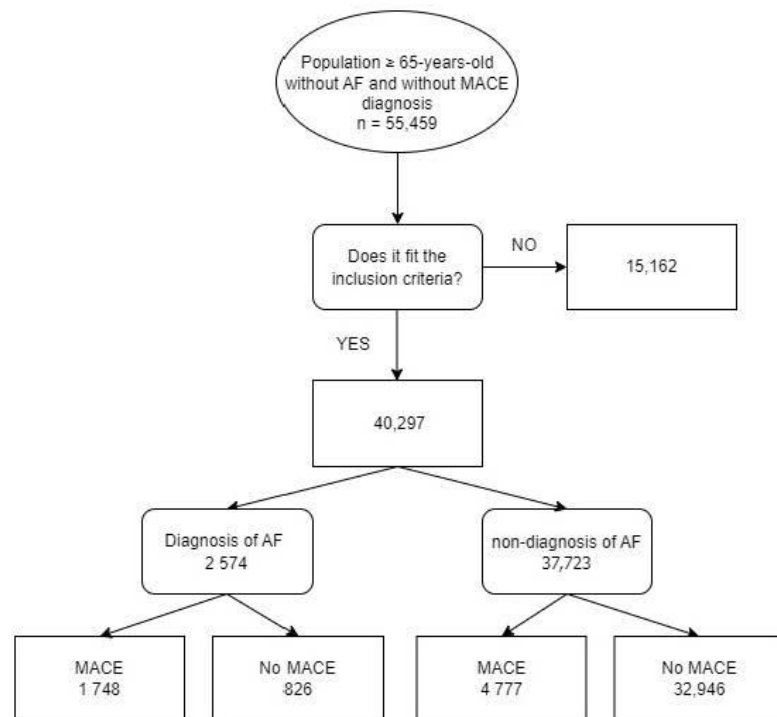 Population ≥ 65-years-old
without AF and without MACE
diagnosis
n = 55,459
Does it fit the
inclusion criteria?
NO
15,162
YES
40,297
Diagnosis of AF
2 574
non-diagnosis of AF
37,723
MACE
1 748
No MACE
826
MACE
4 777
No MACE
32,946